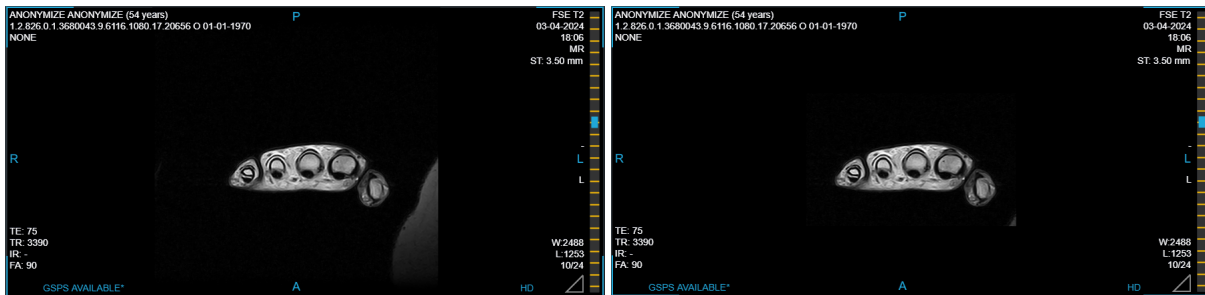 ANONYMIZE ANONYMIZE (54 years)
1.2.826.0.1.3680043.9.6116.1080.17.20656 O 01-01-1970
NONE
P
FSE T2
03-04-2024
18:06
MR
ST: 3.50 mm
R
-
L
L
TE: 75
TR: 3390
IR: -
FA: 90
W:2488
L:1253
10/24
GSPS AVAILABLE*
A
HD
ANONYMIZE ANONYMIZE (54 years)
1.2.826.0.1.3680043.9.6116.1080.17.20656 O 01-01-1970
NONE
P
FSE T2
03-04-2024
18:06
MR
ST: 3.50 mm
R
-
L
L
TE: 75
TR: 3390
IR: -
FA: 90
W:2488
L:1253
10/24
GSPS AVAILABLE*
A
HD